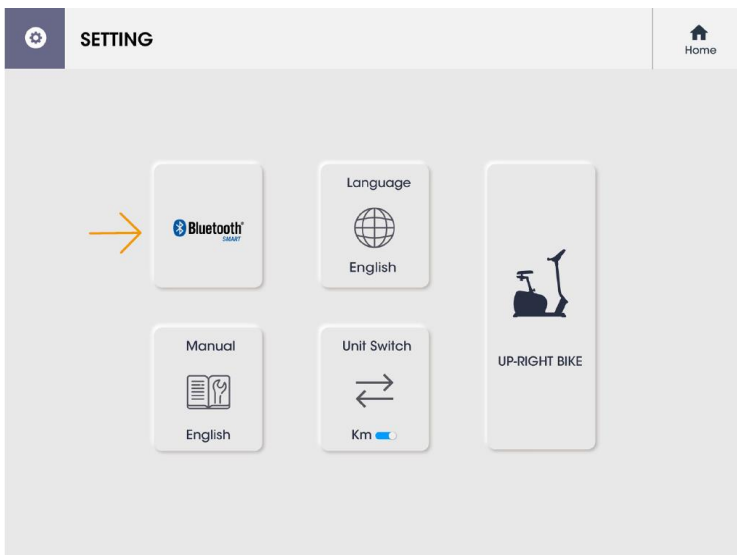 SETTING
Home
Bluetooth®
SMART
Language
English
Manual
English
Unit Switch
Km
UP-RIGHT BIKE